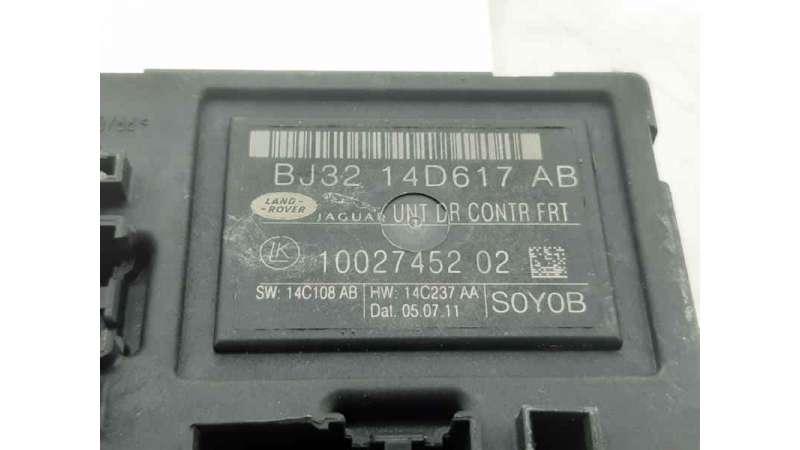 BJ32 14D617 AB
LAND-
ROVER
JAGUAR UNT DR CONTR FRT
LK 10027452 02
SW: 14C108 AB HW: 14C237 AA
Dat. 05.07.11
S0Y0B